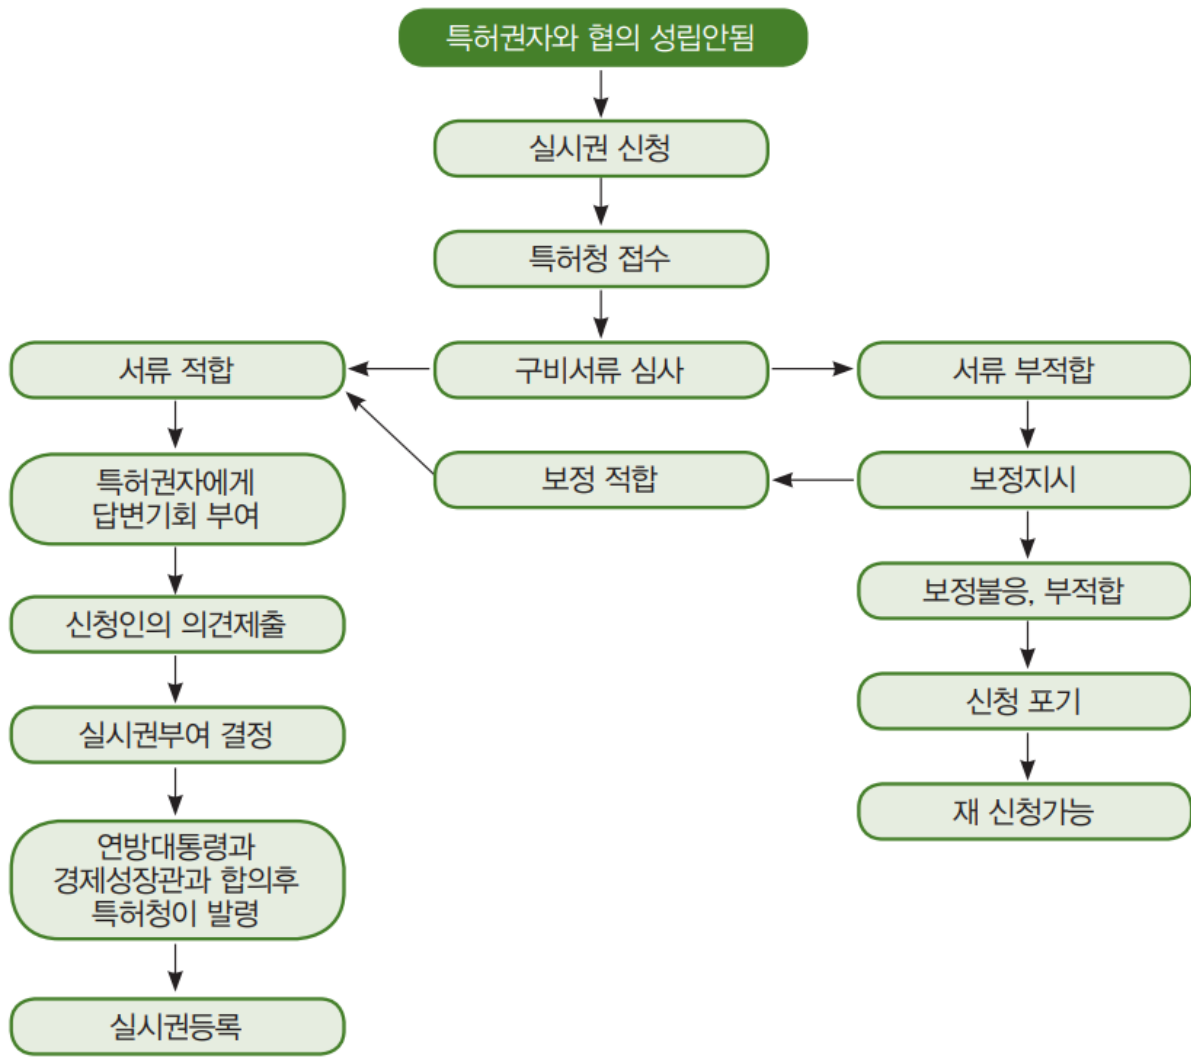 특허권자와 협의 성립안됨
실시권 신청
특허청 접수
서류 적합
구비서류 심사
서류 부적합
특허권자에게
답변기회 부여
보정 적합
보정지시
신청인의 의견제출
보정불응, 부적합
실시권부여 결정
신청 포기
연방대통령과
경제성장관과 합의후
특허청이 발령
재 신청가능
실시권등록